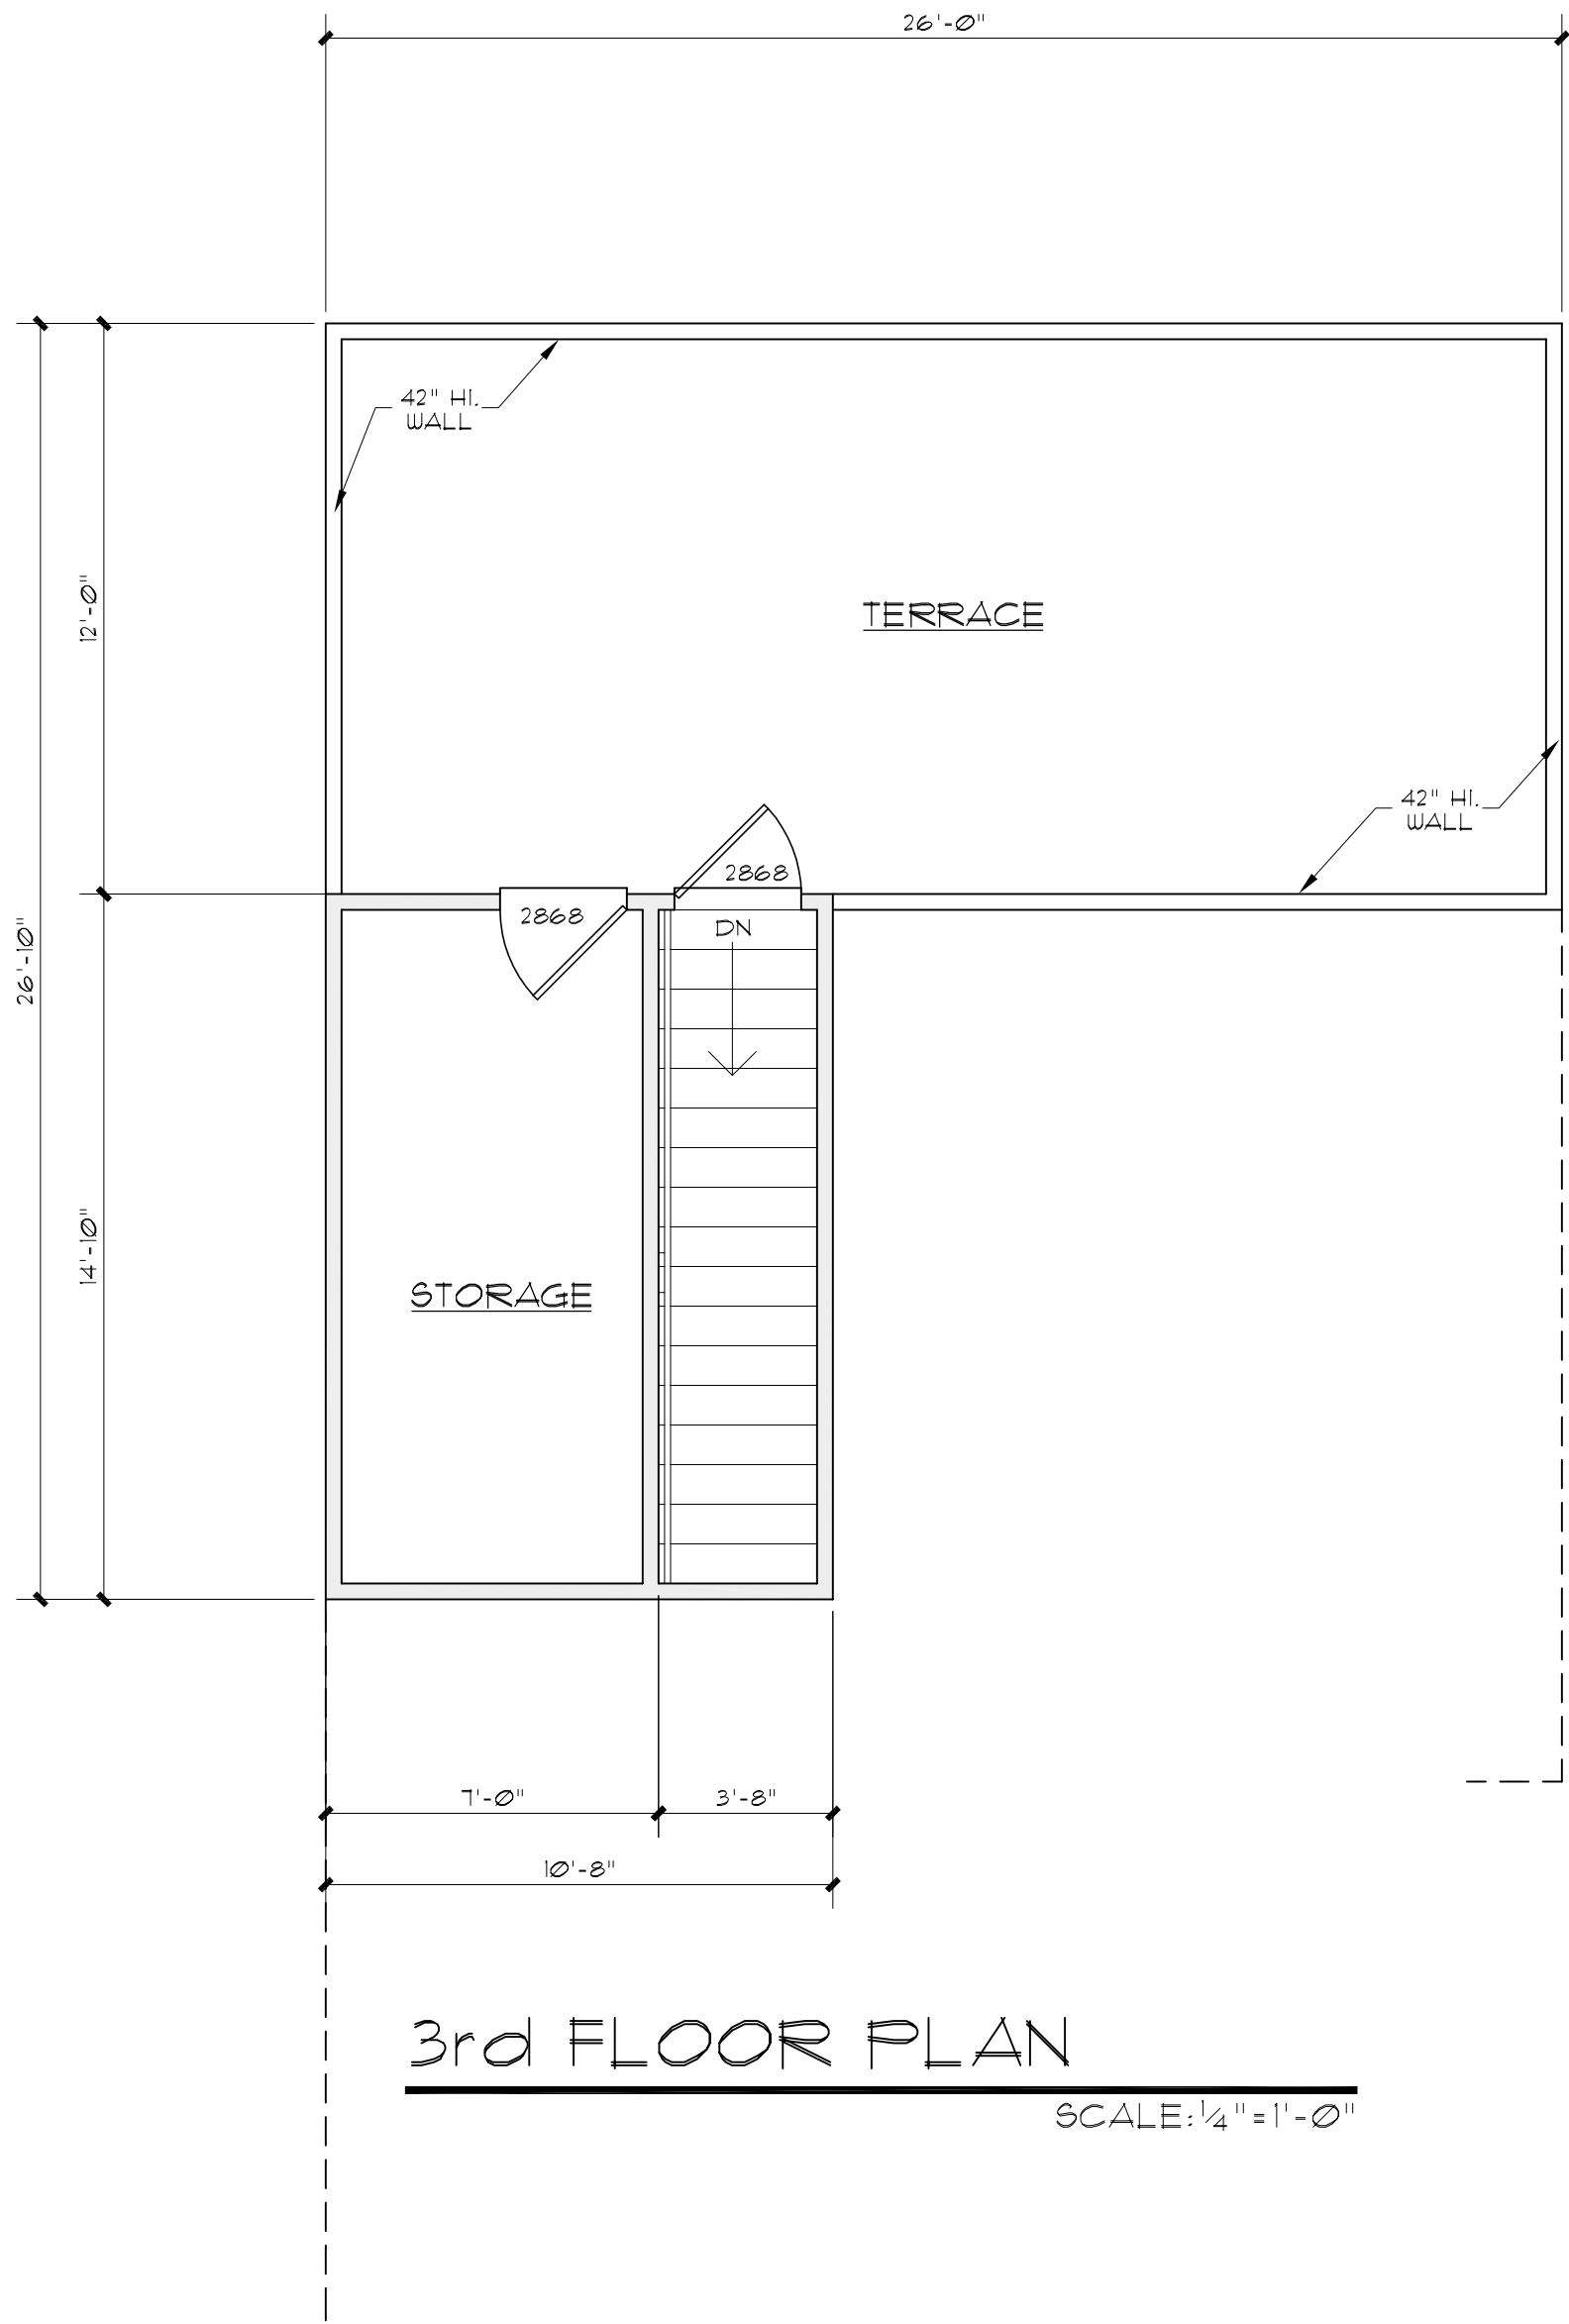 26'-0"
42" HI.
WALL
12'-0"
TERRACE
42" HI.
WALL
2868
2868
DN
26'-10"
14'-10"
STORAGE
7'-0"
3'-8"
10'-8"
3rd FLOOR PLAN
SCALE: 1/4"=1'-0"